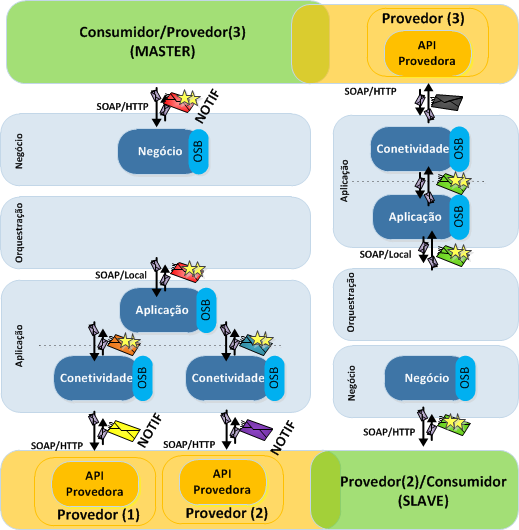 Consumidor/Provedor(3)
(MASTER)
Provedor (3)
API
Provedora
SOAP/HTTP
NOTIF
SOAP/HTTP
Negócio
Negócio
OSB
Aplicação
Conetividade
OSB
Aplicação
OSB
Orquestração
SOAP/Local
SOAP/Local
Orquestração
Aplicação
Aplicação
OSB
Conetividade
OSB
Conetividade
OSB
Negócio
Negócio
OSB
SOAP/HTTP
NOTIF
SOAP/HTTP
NOTIF
SOAP/HTTP
API
Provedora
Provedor (1)
API
Provedora
Provedor (2)
Provedor(2)/Consumidor
(SLAVE)